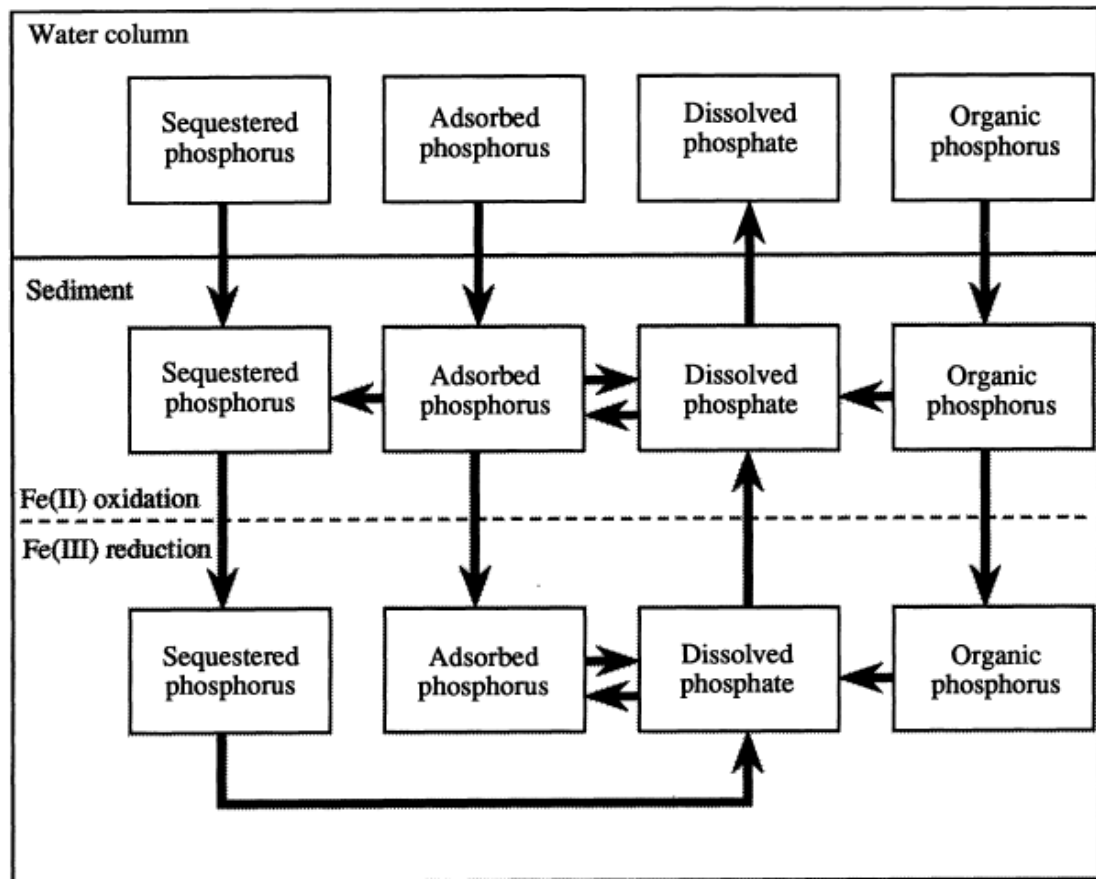 Water column
Sequestered
phosphorus
Adsorbed
phosphorus
Dissolved
phosphate
Organic
phosphorus
Sediment
Sequestered
phosphorus
Adsorbed
phosphorus
Dissolved
phosphate
Organic
phosphorus
Fe(II) oxidation
Fe(III) reduction
Sequestered
phosphorus
Adsorbed
phosphorus
Dissolved
phosphate
Organic
phosphorus